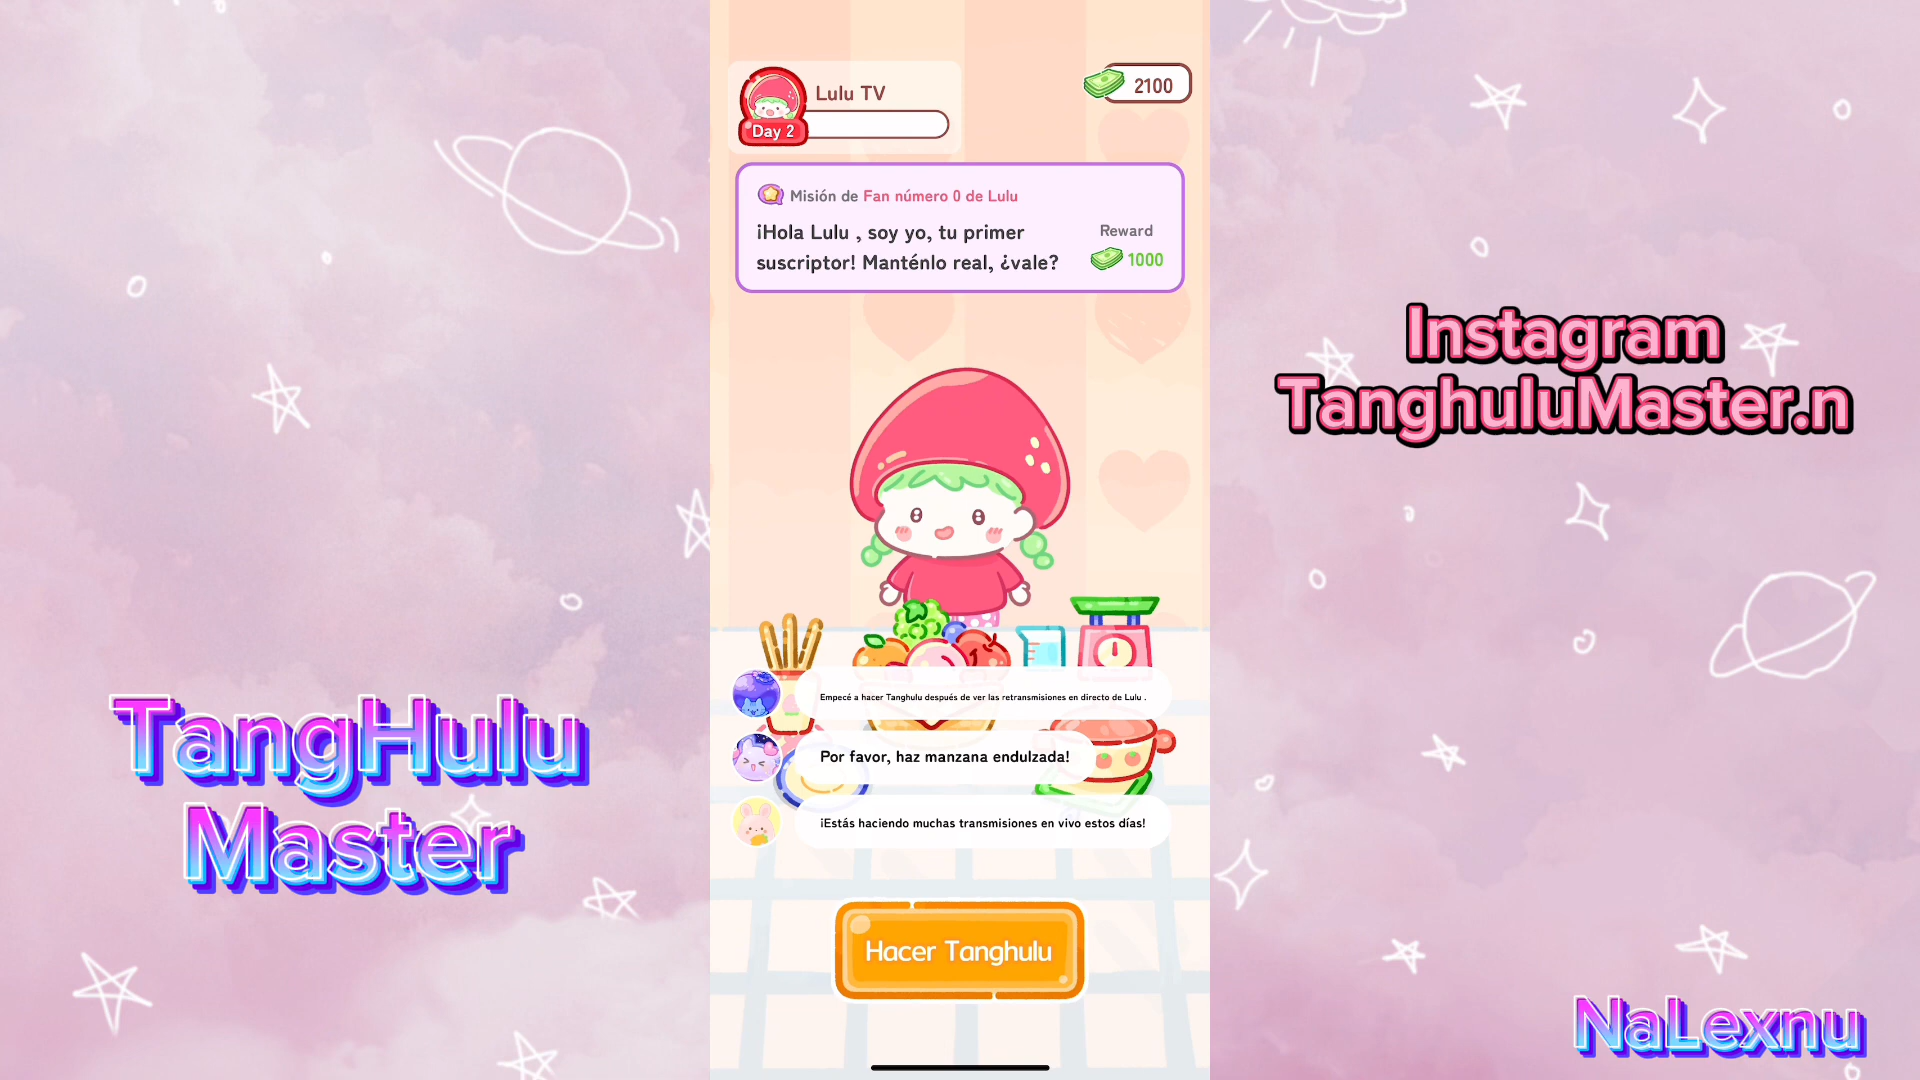 Lulu TV
Day 2
2100
Misión de Fan número 0 de Lulu
¡Hola Lulu , soy yo, tu primer
suscriptor! Manténlo real, ¿vale?
Reward
1000
Empecé a hacer Tanghulu después de ver las retransmisiones en directo de Lulu .
Por favor, haz manzana endulzada!
¡Estás haciendo muchas transmisiones en vivo estos días!
Hacer Tanghulu
TangHulu
Master
Instagram
TanghuluMaster.n
NaLexnu